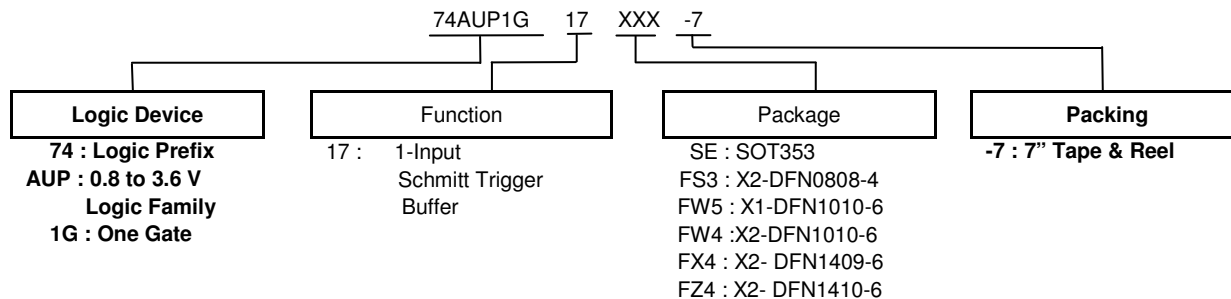 74AUP1G 17 XXX -7
Logic Device
74 : Logic Prefix
AUP : 0.8 to 3.6 V
Logic Family
1G : One Gate
Function
17 : 1-Input
Schmitt Trigger
Buffer
Package
SE : SOT353
FS3 : X2-DFN0808-4
FW5 : X1-DFN1010-6
FW4 :X2-DFN1010-6
FX4 : X2- DFN1409-6
FZ4 : X2- DFN1410-6
Packing
-7 : 7” Tape & Reel